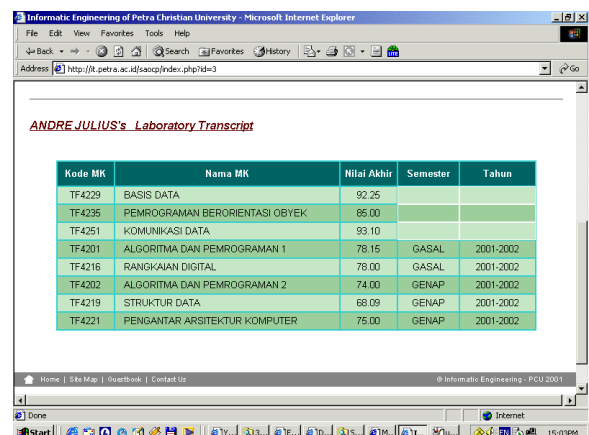 Informatic Engineering of Petra Christian University - Microsoft Internet Explorer
File Edit View Favorites Tools Help
Back Search Favorites History
Address http://it.petra.ac.id/saocp/index.php?id=3 Go
ANDRE JULIUS's Laboratory Transcript
Kode MK Nama MK Nilai Akhir Semester Tahun
TF4229 BASIS DATA 92.25
TF4235 PEMROGRAMAN BERORIENTASI OBYEK 85.00
TF4251 KOMUNIKASI DATA 93.10
TF4201 ALGORITMA DAN PEMROGRAMAN 1 78.15 GASAL 2001-2002
TF4216 RANGKAIAN DIGITAL 78.00 GASAL 2001-2002
TF4202 ALGORITMA DAN PEMROGRAMAN 2 74.00 GENAP 2001-2002
TF4219 STRUKTUR DATA 68.09 GENAP 2001-2002
TF4221 PENGANTAR ARSITEKTUR KOMPUTER 75.00 GENAP 2001-2002
Home | Site Map | Guestbook | Contact Us @ Informatic Engineering - PCU 2001
Done Internet
Start 15:03PM